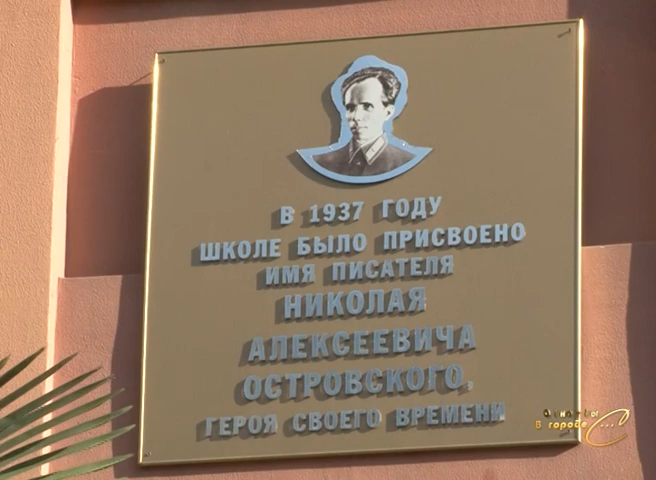 В 1937 ГОДУ
ШКОЛЕ БЫЛО ПРИСВОЕНО
ИМЯ ПИСАТЕЛЯ
НИКОЛАЯ
АЛЕКСЕЕВИЧА
ОСТРОВСКОГО,
ГЕРОЯ СВОЕГО ВРЕМЕНИ
В городе С...